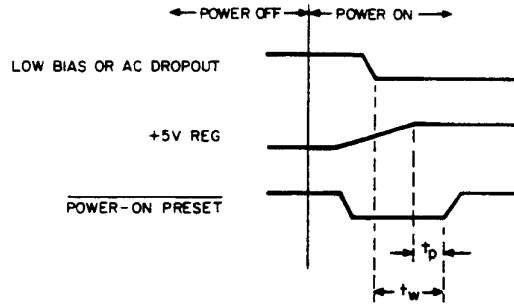 POWER OFF POWER ON
LOW BIAS OR AC DROPOUT
+5V REG
POWER-ON PRESET
tp
tw